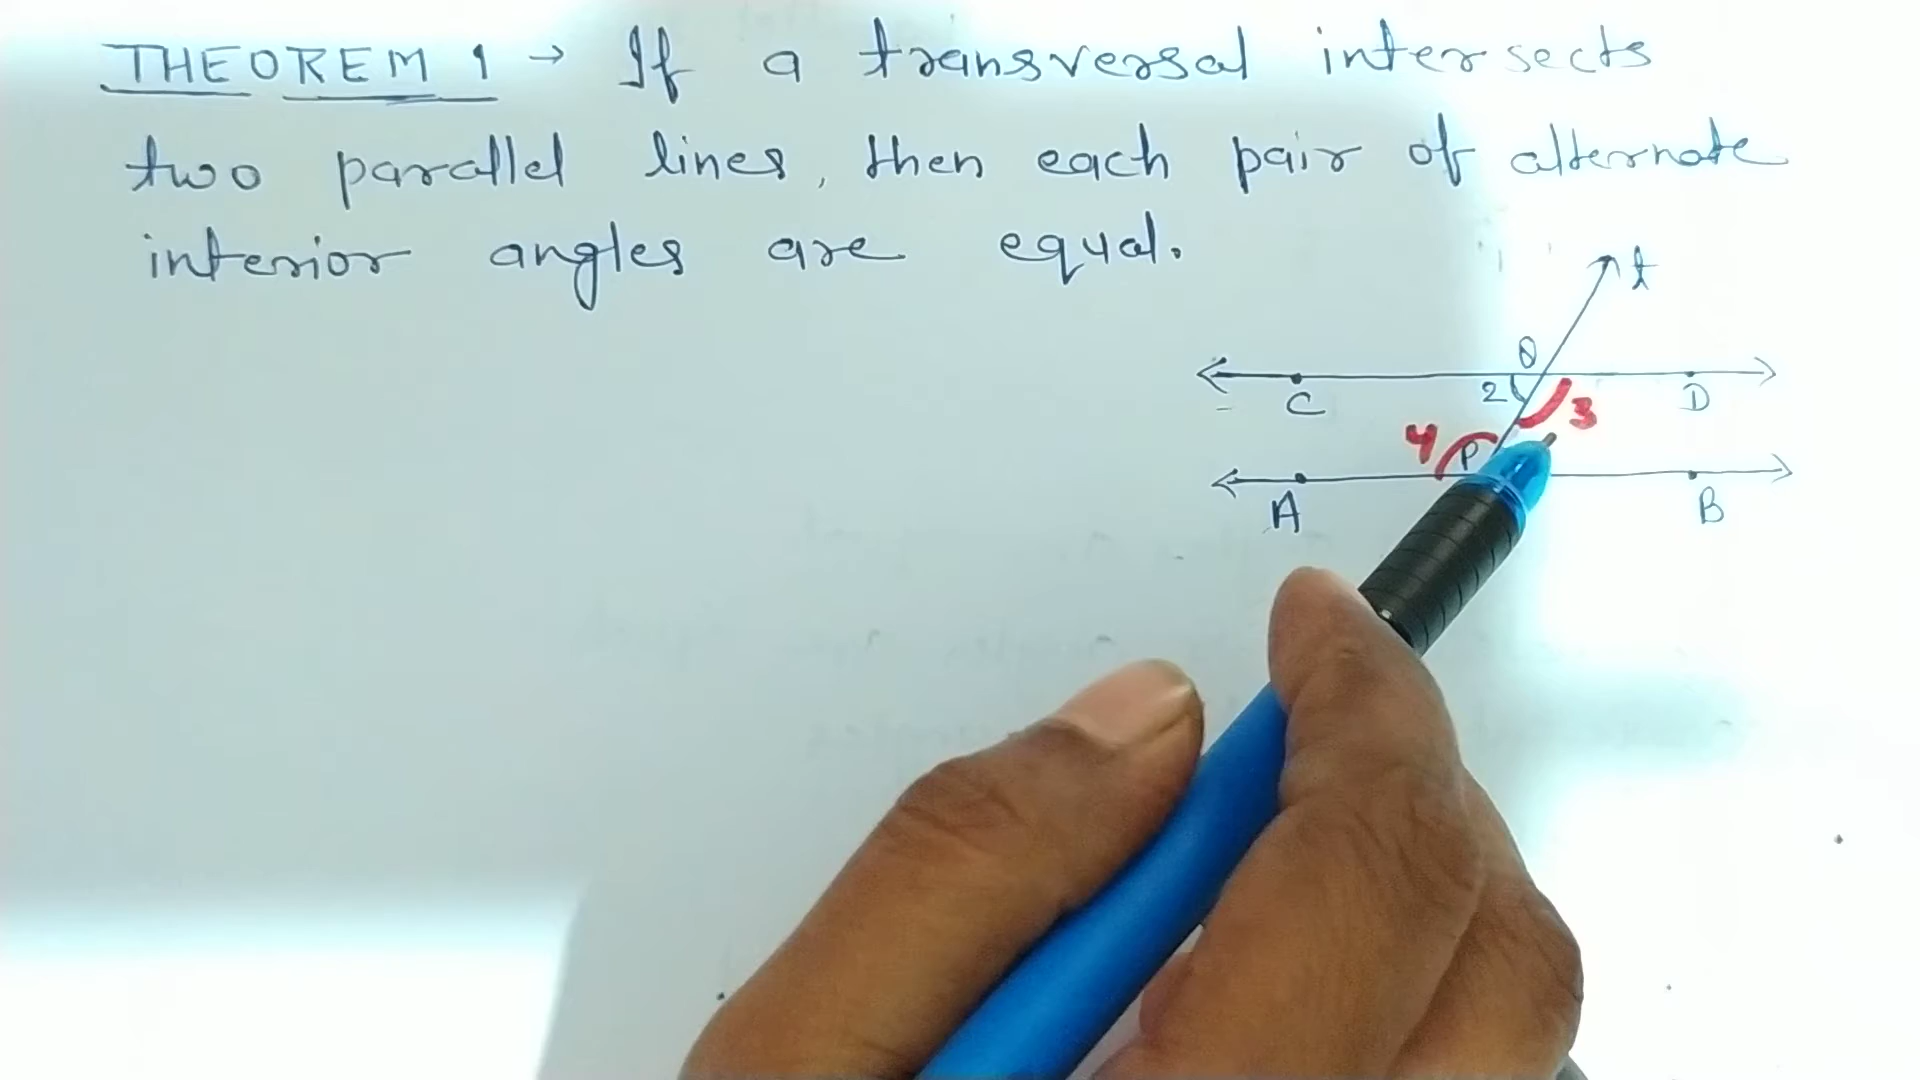 THEOREM 1 → If a transversal intersects
two parallel lines, then each pair of alternate
interior angles are equal.
t
Q
2
3
C
D
4
P
A
B